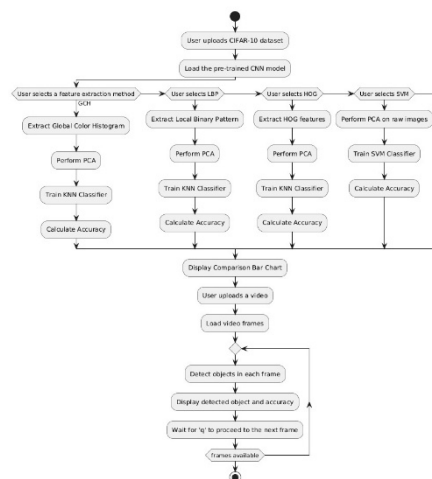 User uploads CIFAR-10 dataset
Load the pre-trained CNN model
User selects a feature extraction method
User selects LBP
User selects HOG
User selects SVM
GCH
Extract Global Color Histogram
Extract Local Binary Pattern
Extract HOG features
Perform PCA on raw images
Perform PCA
Perform PCA
Perform PCA
Train SVM Classifier
Train KNN Classifier
Train KNN Classifier
Train KNN Classifier
Calculate Accuracy
Calculate Accuracy
Calculate Accuracy
Calculate Accuracy
Display Comparison Bar Chart
User uploads a video
Load video frames
Detect objects in each frame
Display detected object and accuracy
Wait for 'q' to proceed to the next frame
frames available